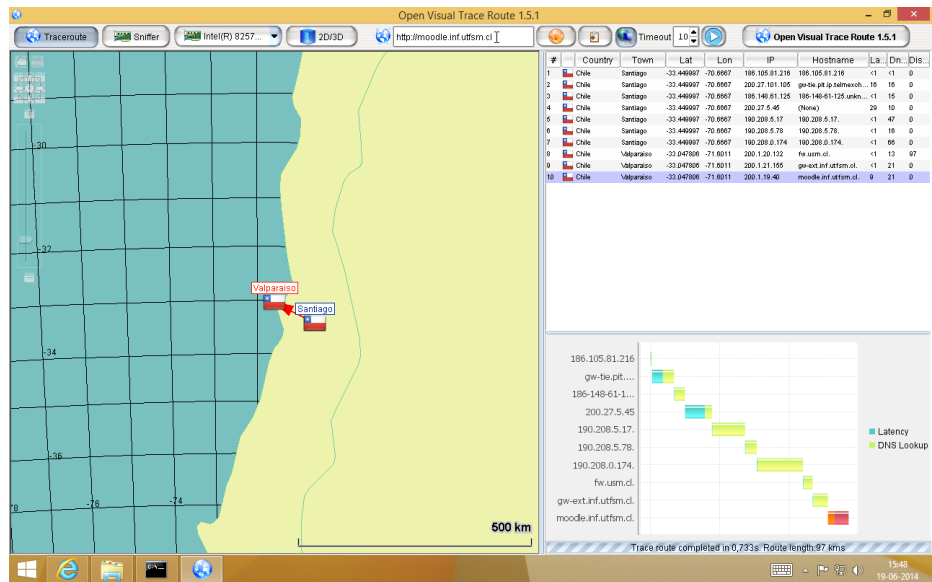 Open Visual Trace Route 1.5.1
Traceroute Sniffer Intel(R) 8257... 2D/3D http://moodle.inf.utfsm.cl Timeout 10 Open Visual Trace Route 1.5.1
# Country Town Lat Lon IP Hostname La... Dn... Dis...
1 Chile Santiago -33.449997 -70.6667 186.105.81.216 186.105.81.216 <1 <1 0
2 Chile Santiago -33.449997 -70.6667 200.27.101.105 gw-tie.pit.ip.telmexch... 16 16 0
3 Chile Santiago -33.449997 -70.6667 186.148.61.125 186-148-61-125.unkn... <1 15 0
4 Chile Santiago -33.449997 -70.6667 200.27.5.45 (None) 29 10 0
5 Chile Santiago -33.449997 -70.6667 190.208.5.17 190.208.5.17. <1 47 0
6 Chile Santiago -33.449997 -70.6667 190.208.5.78 190.208.5.78. <1 16 0
7 Chile Santiago -33.449997 -70.6667 190.208.0.174 190.208.0.174. <1 66 0
8 Chile Valparaiso -33.047806 -71.6011 200.1.20.132 fw.usm.cl. <1 13 97
9 Chile Valparaiso -33.047806 -71.6011 200.1.21.155 gw-ext.inf.utfsm.cl. <1 21 0
10 Chile Valparaiso -33.047806 -71.6011 200.1.19.40 moodle.inf.utfsm.cl. 9 21 0
-30
-32
Valparaiso
Santiago
-34
-36
-76
-74
500 km
186.105.81.216
gw-tie.pit....
186-148-61-1...
200.27.5.45
190.208.5.17.
190.208.5.78.
190.208.0.174.
fw.usm.cl.
gw-ext.inf.utfsm.cl.
moodle.inf.utfsm.cl.
Latency
DNS Lookup
Trace route completed in 0,733s. Route length:97 kms
15:48
19-06-2014